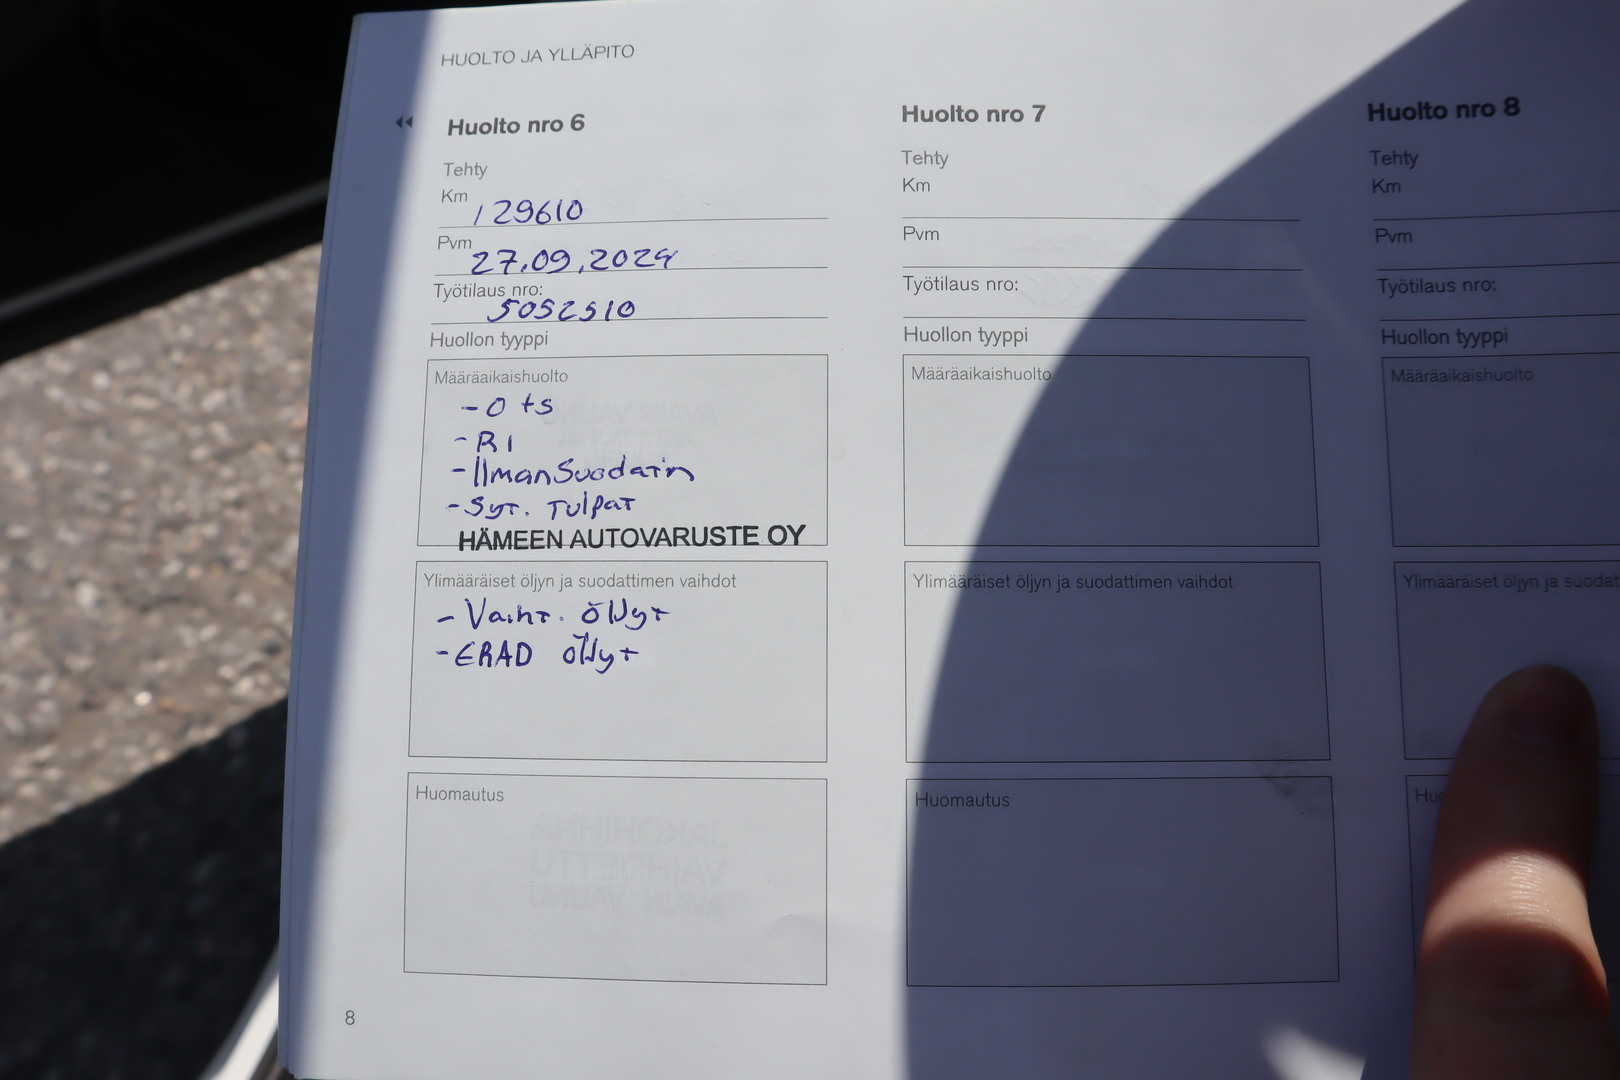 HUOLTO JA YLLÄPITO
Huolto nro 6
Tehty
Km 129610
Pvm 27.09.2024
Työtilaus nro: 5052510
Huollon tyyppi
Määräaikaishuolto
- O ts
- R1
- Ilmansuodatin
- Syt. Tulpat
HÄMEEN AUTOVARUSTE OY
Ylimääräiset öljyn ja suodattimen vaihdot
- Vaiht. öljyt
- ERAD öljyt
Huomautus
8
Huolto nro 7
Tehty
Km
Pvm
Työtilaus nro:
Huollon tyyppi
Määräaikaishuolto
Ylimääräiset öljyn ja suodattimen vaihdot
Huomautus
Huolto nro 8
Tehty
Km
Pvm
Työtilaus nro:
Huollon tyyppi
Määräaikaishuolto
Ylimääräiset öljyn ja suodat
Huo